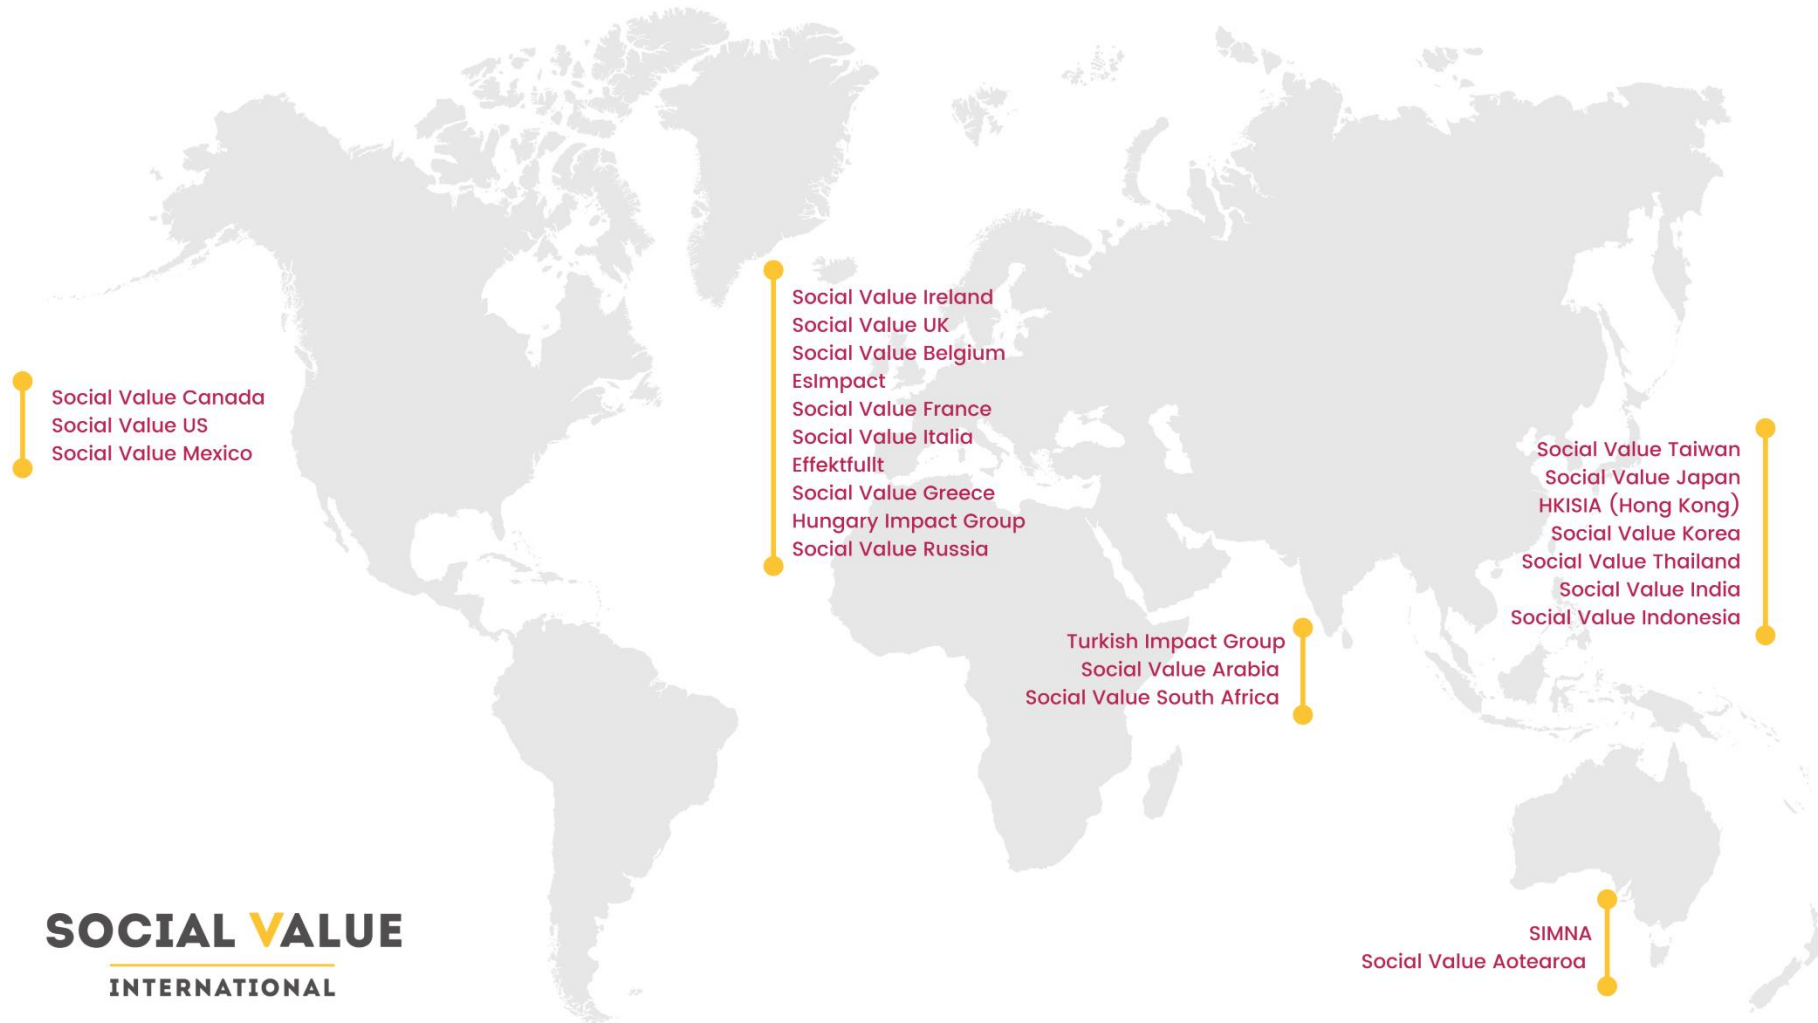 Social Value Canada
Social Value US
Social Value Mexico
Social Value Ireland
Social Value UK
Social Value Belgium
EsImpact
Social Value France
Social Value Italia
Effektfullt
Social Value Greece
Hungary Impact Group
Social Value Russia
Turkish Impact Group
Social Value Arabia
Social Value South Africa
Social Value Taiwan
Social Value Japan
HKISIA (Hong Kong)
Social Value Korea
Social Value Thailand
Social Value India
Social Value Indonesia
SIMNA
Social Value Aotearoa
SOCIAL VALUE
INTERNATIONAL